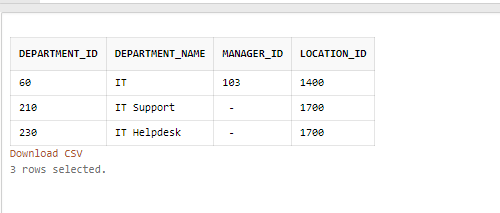 DEPARTMENT_ID DEPARTMENT_NAME MANAGER_ID LOCATION_ID
60 IT 103 1400
210 IT Support - 1700
230 IT Helpdesk - 1700
Download CSV
3 rows selected.